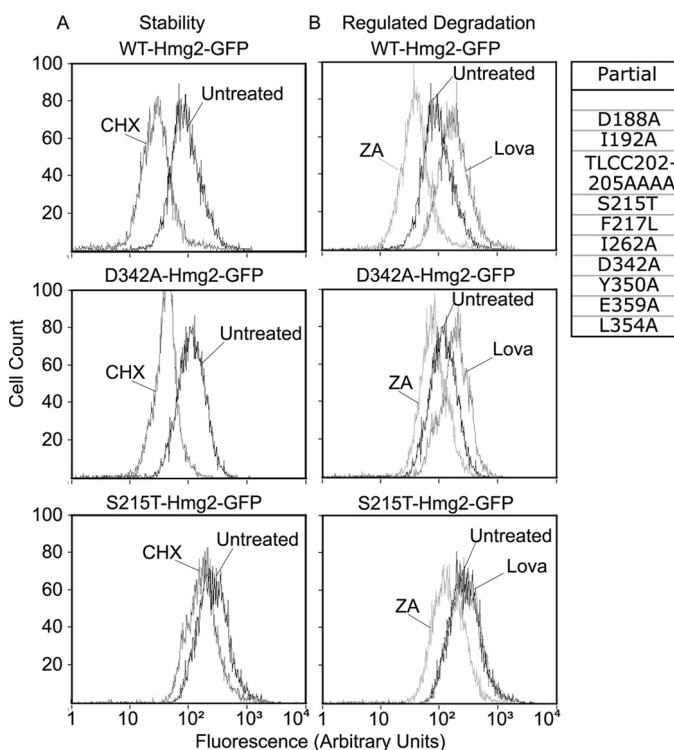 A Stability
WT-Hmg2-GFP
100
80
60
40
20
CHX
Untreated
B Regulated Degradation
WT-Hmg2-GFP
Untreated
ZA
Lova
D342A-Hmg2-GFP
100
80
60
40
20
CHX
Untreated
D342A-Hmg2-GFP
Untreated
ZA
Lova
S215T-Hmg2-GFP
100
80
60
40
20
CHX
Untreated
S215T-Hmg2-GFP
Untreated
ZA
Lova
Cell Count
1 10 10² 10³ 10⁴
1 10 10² 10³ 10⁴
Fluorescence (Arbitrary Units)
Partial
D188A
I192A
TLCC202-
205AAAA
S215T
F217L
I262A
D342A
Y350A
E359A
L354A